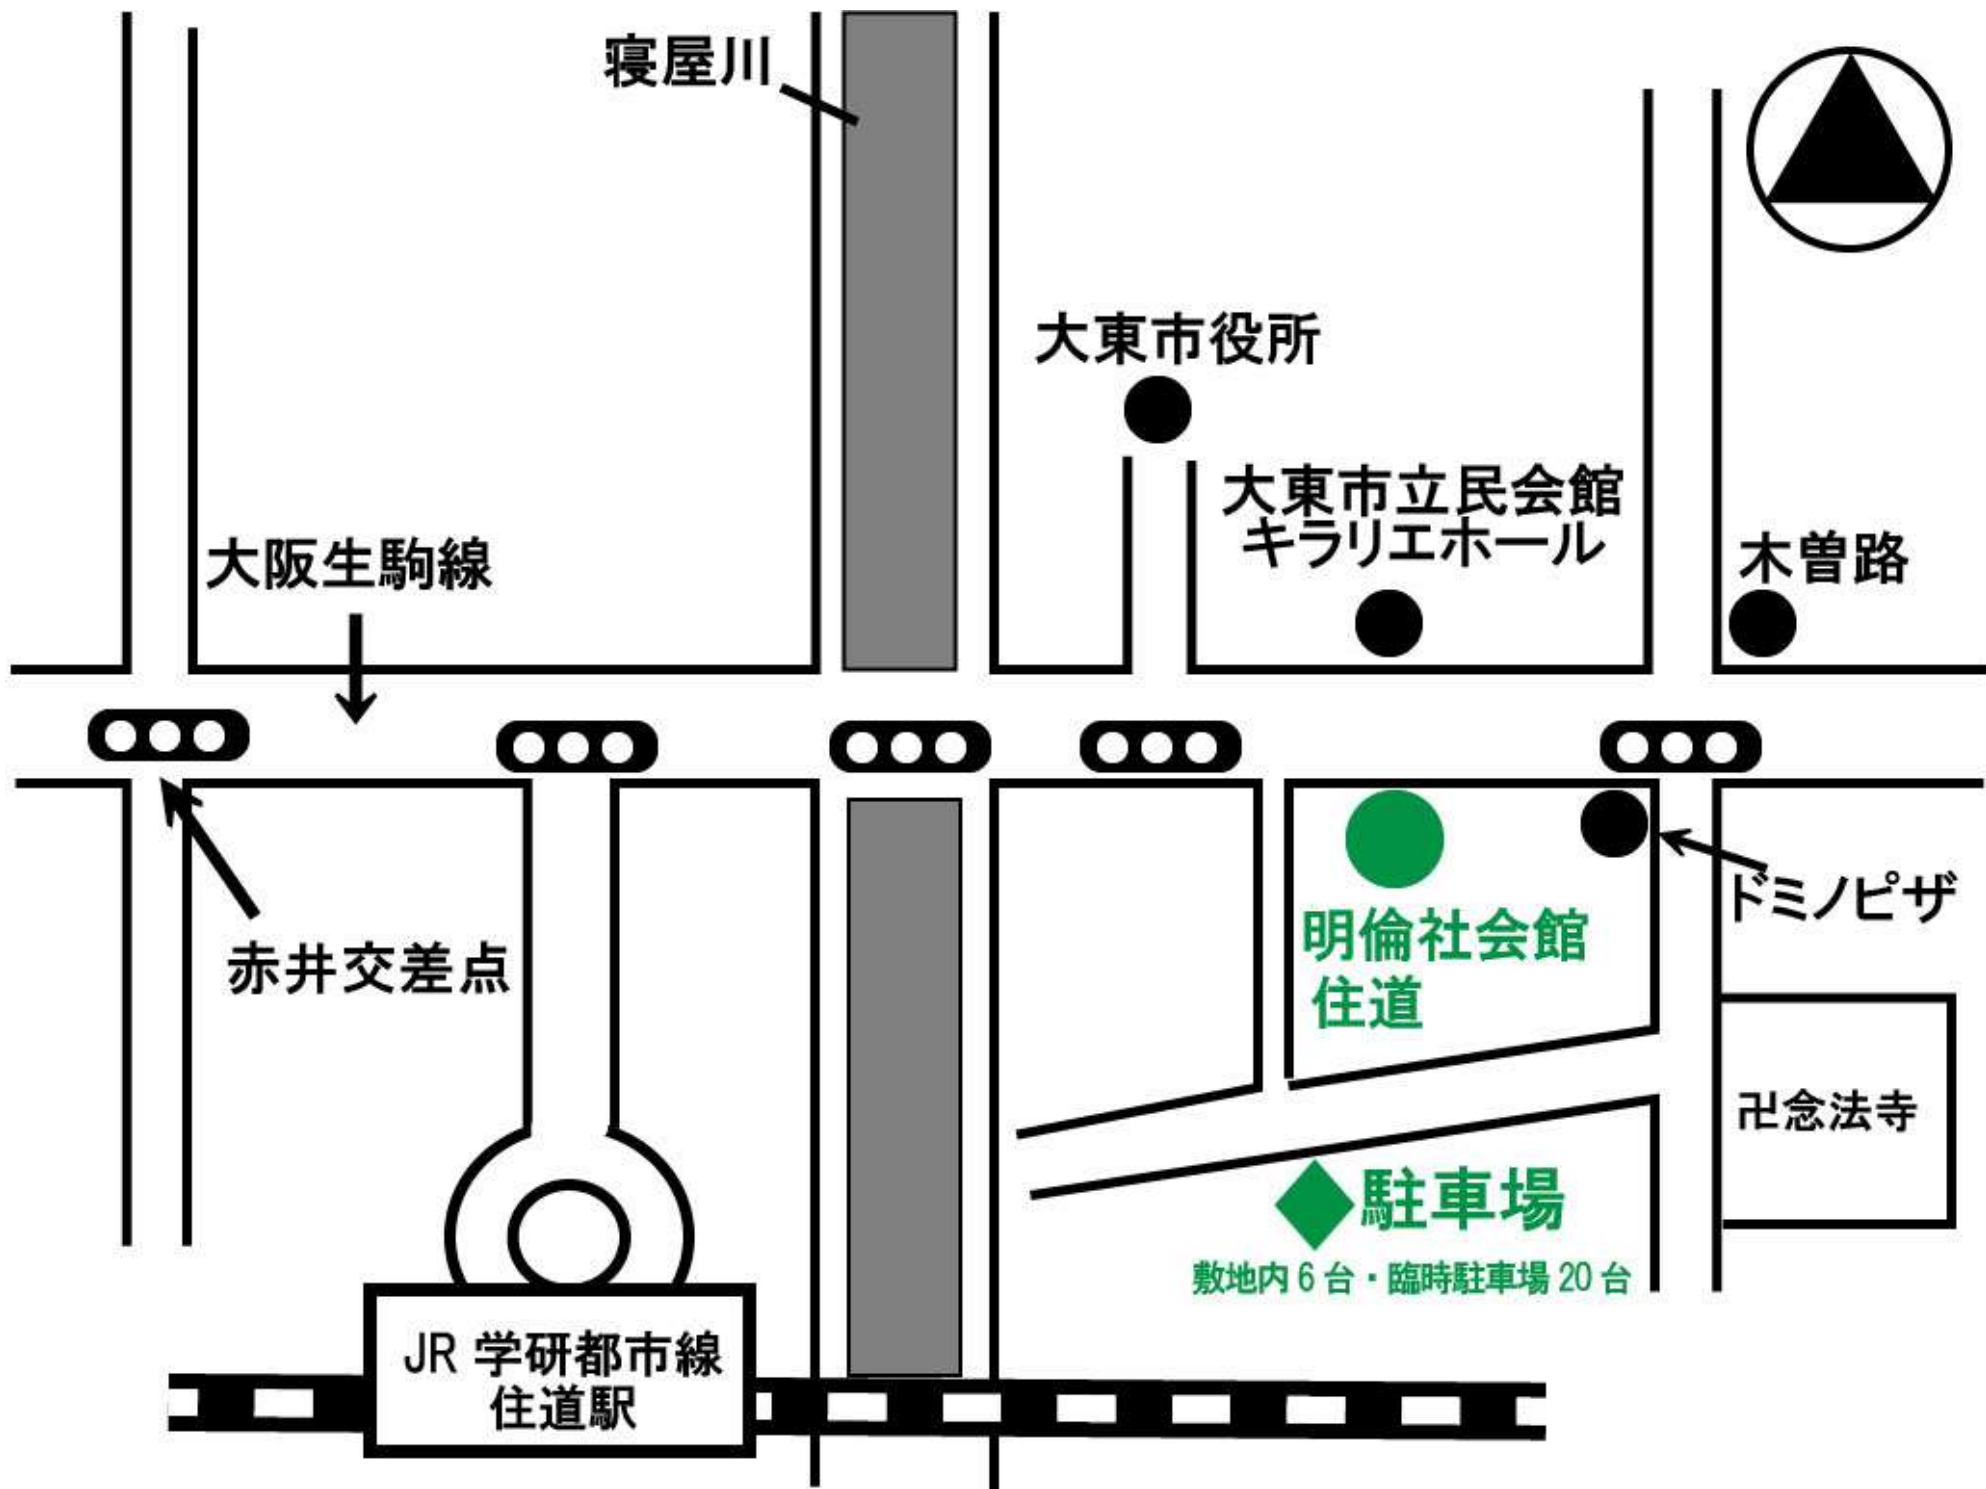 寝屋川
大東市役所
大東市立民会館
キラリエホール
木曽路
大阪生駒線
ドミノピザ
赤井交差点
明倫社会館
住道
卍念法寺
駐車場
敷地内6台・臨時駐車場20台
JR 学研都市線
住道駅